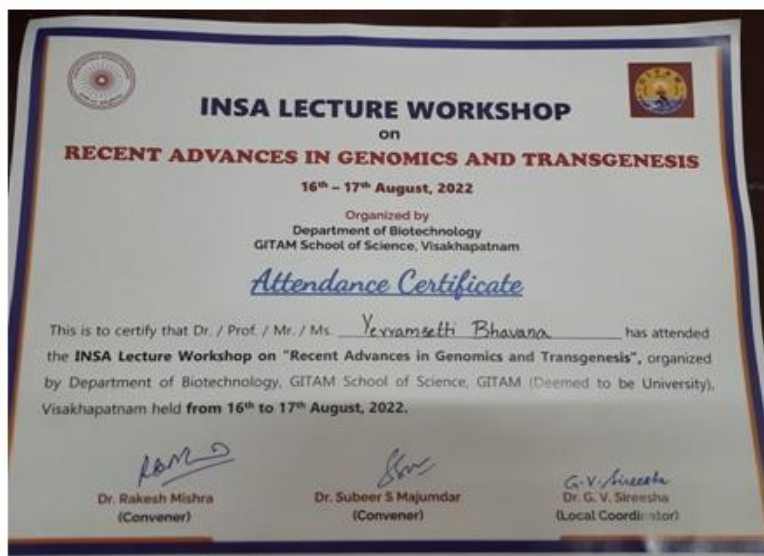 INSA LECTURE WORKSHOP
on
RECENT ADVANCES IN GENOMICS AND TRANSGENESIS
16th – 17th August, 2022
Organized by
Department of Biotechnology
GITAM School of Science, Visakhapatnam
Attendance Certificate
This is to certify that Dr. / Prof. / Mr. / Ms. Yerramsetti Bhavana has attended
the INSA Lecture Workshop on "Recent Advances in Genomics and Transgenesis", organized
by Department of Biotechnology, GITAM School of Science, GITAM (Deemed to be University),
Visakhapatnam held from 16th to 17th August, 2022.
G.V. Sireesha
Dr. Rakesh Mishra Dr. Subeer S Majumdar Dr. G. V. Sireesha
(Convener) (Convener) (Local Coordinator)